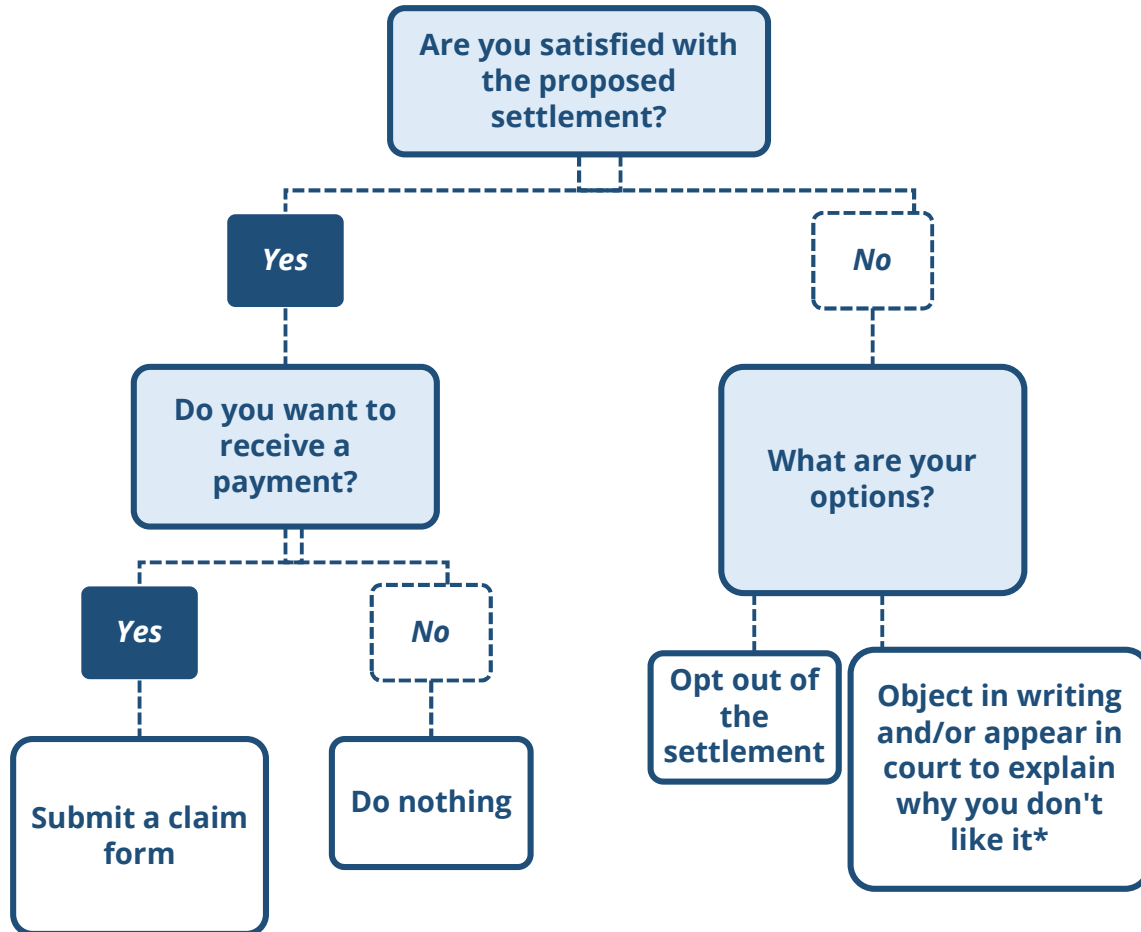 Are you satisfied with
the proposed
settlement?
Yes
No
Do you want to
receive a
payment?
What are your
options?
Yes
No
Opt out of
the
settlement
Object in writing
and/or appear in
court to explain
why you don't
like it*
Submit a claim
form
Do nothing